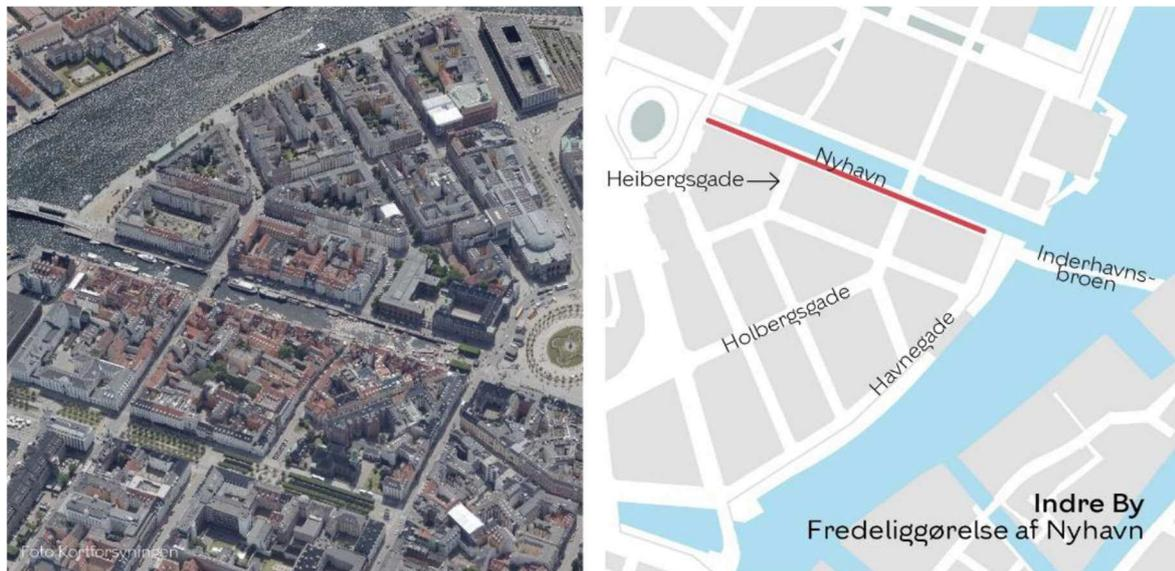 Foto Kortforsyningen
Nyhavn
Heibergsgade
Inderhavns-
broen
Holbergsgade
Havnegade
Indre By
Fredeliggørelse af Nyhavn